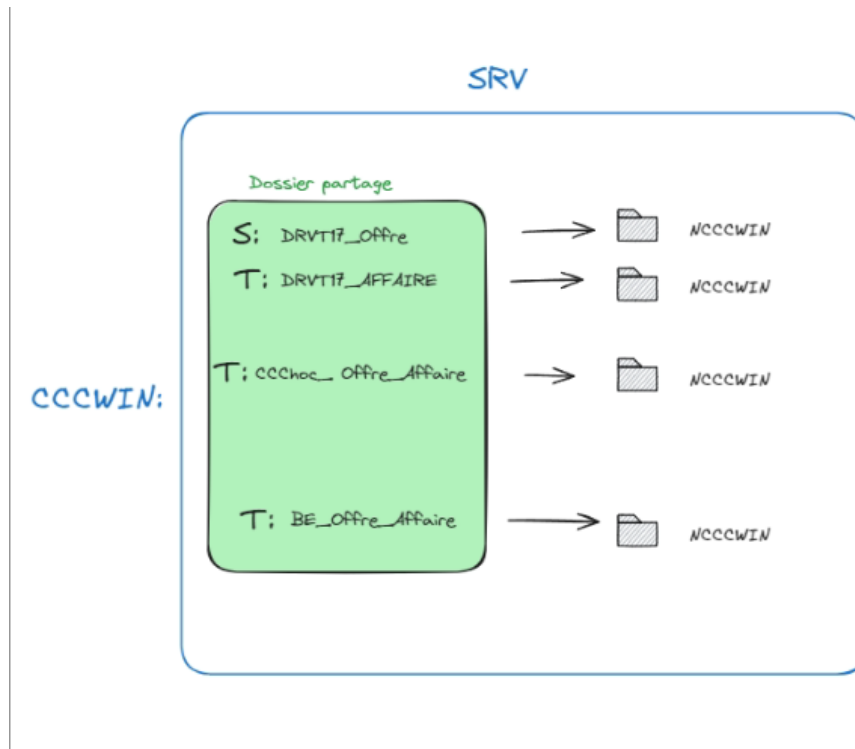 SRV
Dossier partage
S: DRVT17_Offre
NCCCWIN
T: DRVT17_AFFAIRE
NCCCWIN
T: CCChoc_ Offre_Affaire
NCCCWIN
CCCWIN:
T: BE_Offre_Affaire
NCCCWIN